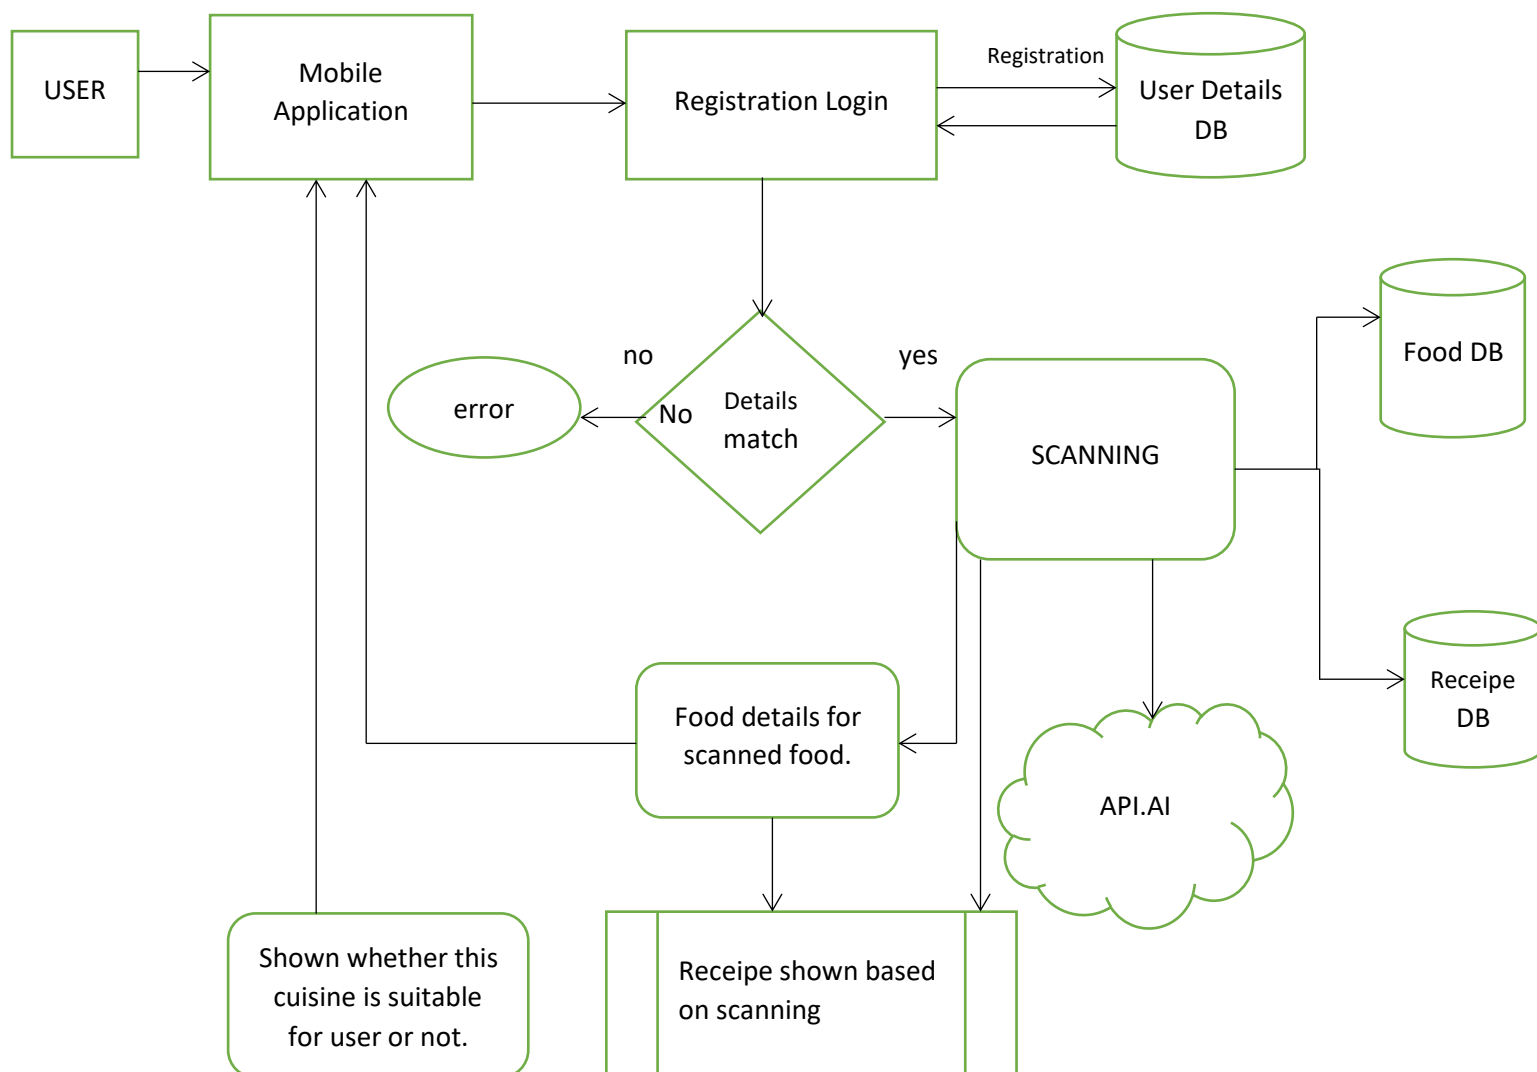 USER
Mobile
Application
Registration Login
Registration
User Details
DB
no
yes
error
No
Details
match
SCANNING
Food DB
Receipe
DB
Food details for
scanned food.
API.AI
Shown whether this
cuisine is suitable
for user or not.
Receipe shown based
on scanning